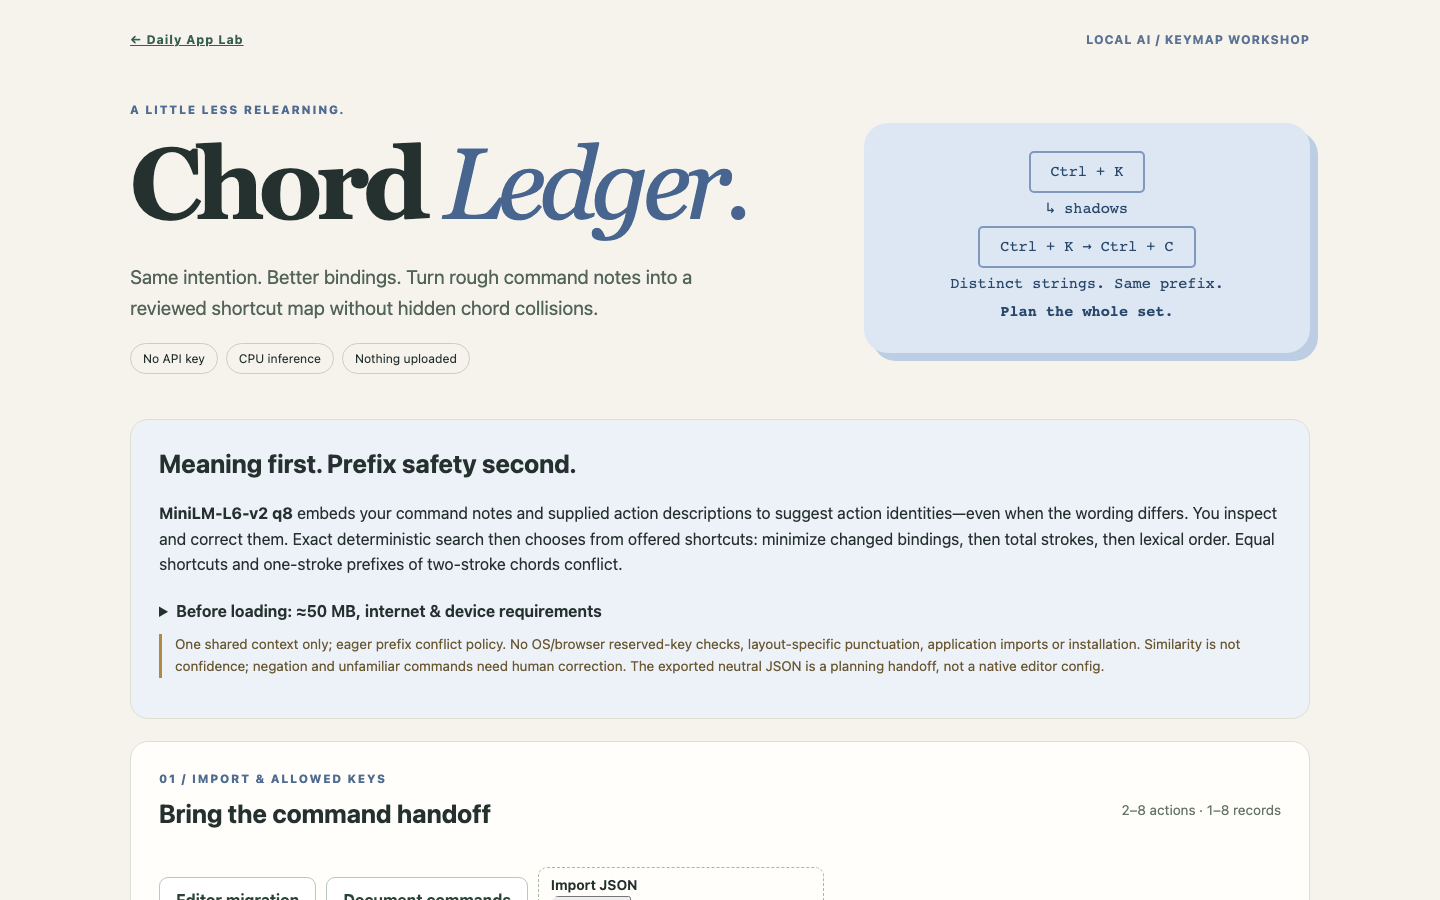 ← Daily App Lab
LOCAL AI / KEYMAP WORKSHOP
A LITTLE LESS RELEARNING.
Chord Ledger.
Same intention. Better bindings. Turn rough command notes into a
reviewed shortcut map without hidden chord collisions.
No API key
CPU inference
Nothing uploaded
Ctrl + K
↳ shadows
Ctrl + K → Ctrl + C
Distinct strings. Same prefix.
Plan the whole set.
Meaning first. Prefix safety second.
MiniLM-L6-v2 q8 embeds your command notes and supplied action descriptions to suggest action identities—even when the wording differs. You inspect
and correct them. Exact deterministic search then chooses from offered shortcuts: minimize changed bindings, then total strokes, then lexical order. Equal
shortcuts and one-stroke prefixes of two-stroke chords conflict.
▶ Before loading: ≈50 MB, internet & device requirements
One shared context only; eager prefix conflict policy. No OS/browser reserved-key checks, layout-specific punctuation, application imports or installation. Similarity is not
confidence; negation and unfamiliar commands need human correction. The exported neutral JSON is a planning handoff, not a native editor config.
01 / IMPORT & ALLOWED KEYS
Bring the command handoff
2–8 actions · 1–8 records
Editor migration
Document commands
Import JSON